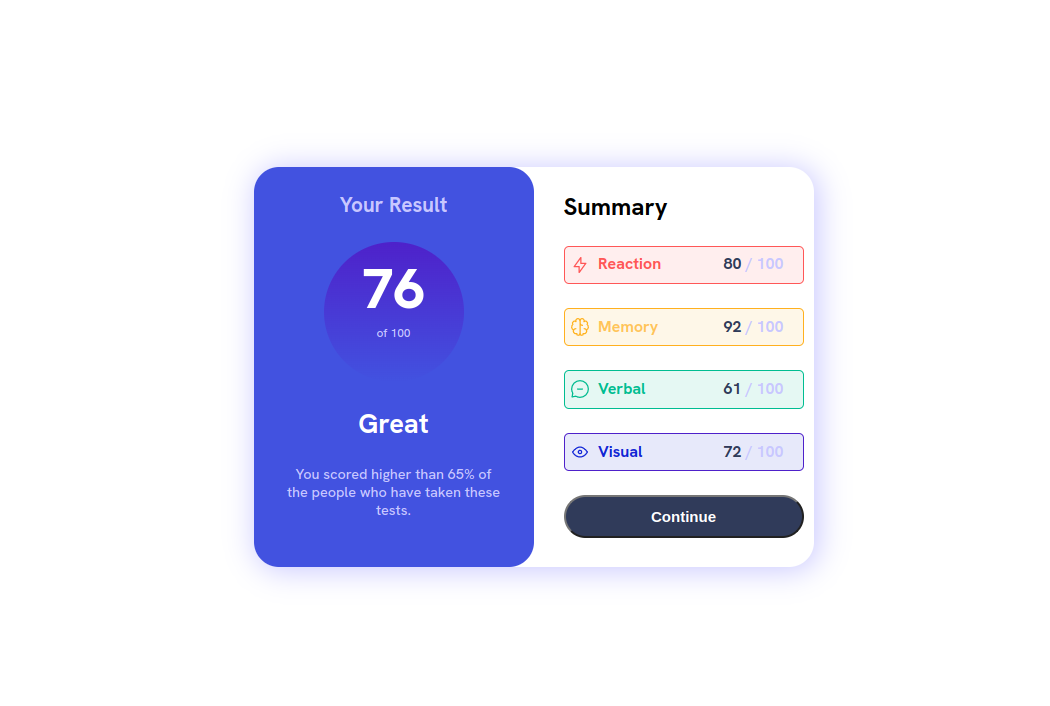 Your Result
76
of 100
Great
You scored higher than 65% of
the people who have taken these
tests.
Summary
Reaction 80 / 100
Memory 92 / 100
Verbal 61 / 100
Visual 72 / 100
Continue